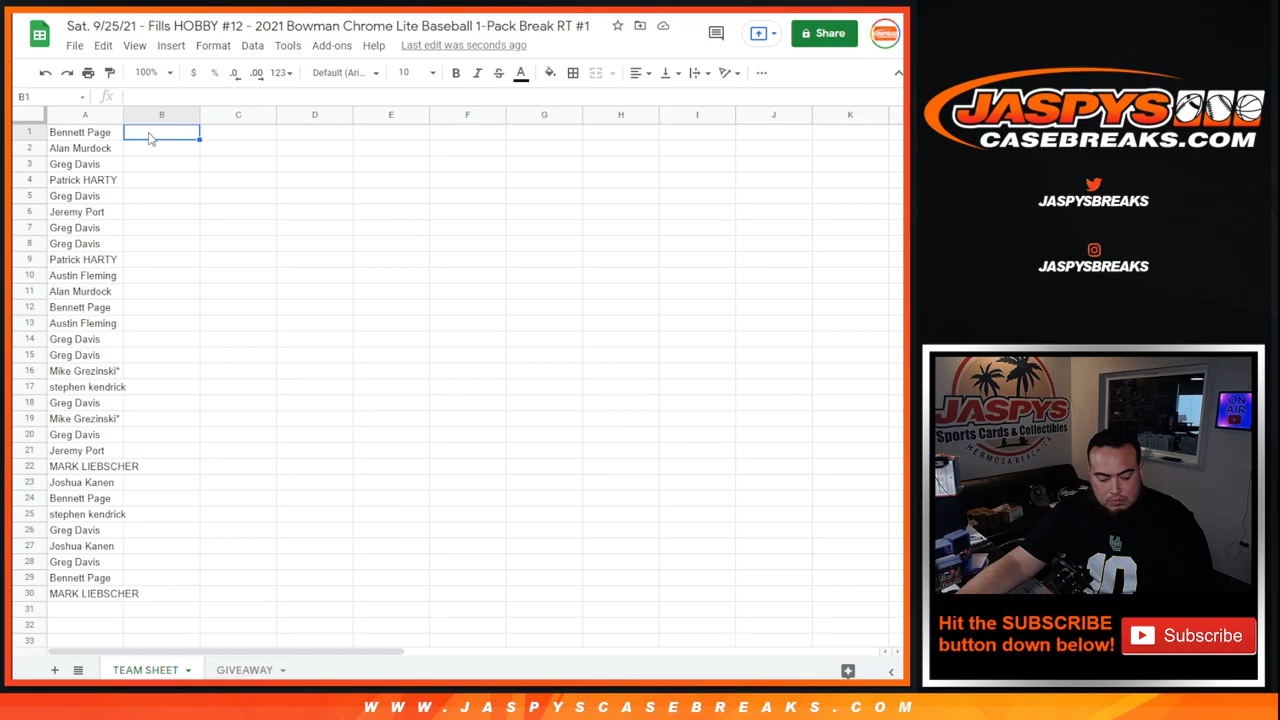 Sat. 9/25/21 - Fills HOBBY #12 - 2021 Bowman Chrome Lite Baseball 1-Pack Break RT #1
File Edit View Insert Format Data Tools Add-ons Help Last edit was seconds ago
Share
100% $ % .0 .00 123 Default (Ari... 10 B I S A
B1 fx
A B C D E F G H I J K
1 Bennett Page
2 Alan Murdock
3 Greg Davis
4 Patrick HARTY
5 Greg Davis
6 Jeremy Port
7 Greg Davis
8 Greg Davis
9 Patrick HARTY
10 Austin Fleming
11 Alan Murdock
12 Bennett Page
13 Austin Fleming
14 Greg Davis
15 Greg Davis
16 Mike Grezinski*
17 stephen kendrick
18 Greg Davis
19 Mike Grezinski*
20 Greg Davis
21 Jeremy Port
22 MARK LIEBSCHER
23 Joshua Kanen
24 Bennett Page
25 stephen kendrick
26 Greg Davis
27 Joshua Kanen
28 Greg Davis
29 Bennett Page
30 MARK LIEBSCHER
31
32
33
TEAM SHEET GIVEAWAY
JASPYS
CASEBREAKS.COM
JASPYSBREAKS
JASPYSBREAKS
JASPYS
Sports Cards & Collectibles
HERMOSA BEACH CA
ON AIR
10
Hit the SUBSCRIBE
button down below!
Subscribe
WWW.JASPYSCASEBREAKS.COM